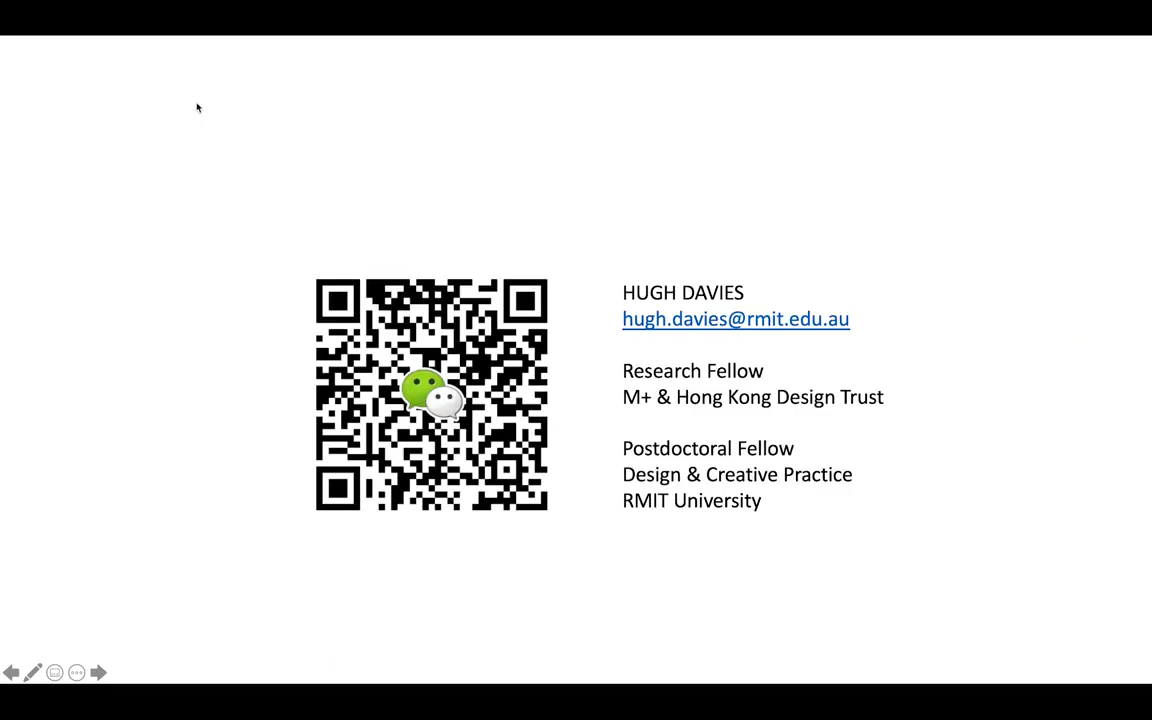 HUGH DAVIES
hugh.davies@rmit.edu.au
Research Fellow
M+ & Hong Kong Design Trust
Postdoctoral Fellow
Design & Creative Practice
RMIT University